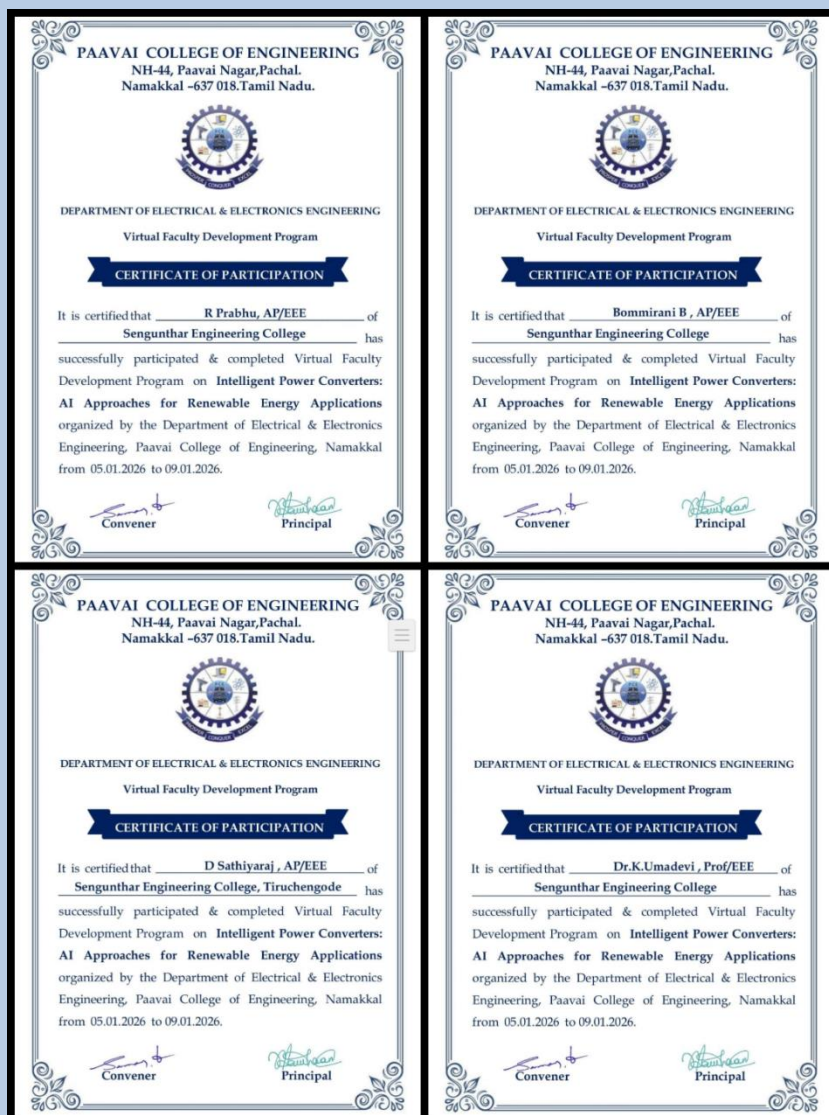 PAAVAI COLLEGE OF ENGINEERING
NH-44, Paavai Nagar,Pachal.
Namakkal –637 018.Tamil Nadu.
PROSPER CONQUER EXCEL
DEPARTMENT OF ELECTRICAL & ELECTRONICS ENGINEERING
Virtual Faculty Development Program
CERTIFICATE OF PARTICIPATION
It is certified that R Prabhu, AP/EEE of
Sengunthar Engineering College has
successfully participated & completed Virtual Faculty
Development Program on Intelligent Power Converters:
AI Approaches for Renewable Energy Applications
organized by the Department of Electrical & Electronics
Engineering, Paavai College of Engineering, Namakkal
from 05.01.2026 to 09.01.2026.
Convener Principal
PAAVAI COLLEGE OF ENGINEERING
NH-44, Paavai Nagar,Pachal.
Namakkal –637 018.Tamil Nadu.
PROSPER CONQUER EXCEL
DEPARTMENT OF ELECTRICAL & ELECTRONICS ENGINEERING
Virtual Faculty Development Program
CERTIFICATE OF PARTICIPATION
It is certified that Bommirani B , AP/EEE of
Sengunthar Engineering College has
successfully participated & completed Virtual Faculty
Development Program on Intelligent Power Converters:
AI Approaches for Renewable Energy Applications
organized by the Department of Electrical & Electronics
Engineering, Paavai College of Engineering, Namakkal
from 05.01.2026 to 09.01.2026.
Convener Principal
PAAVAI COLLEGE OF ENGINEERING
NH-44, Paavai Nagar,Pachal.
Namakkal –637 018.Tamil Nadu.
PROSPER CONQUER EXCEL
DEPARTMENT OF ELECTRICAL & ELECTRONICS ENGINEERING
Virtual Faculty Development Program
CERTIFICATE OF PARTICIPATION
It is certified that D Sathiyaraj , AP/EEE of
Sengunthar Engineering College, Tiruchengode has
successfully participated & completed Virtual Faculty
Development Program on Intelligent Power Converters:
AI Approaches for Renewable Energy Applications
organized by the Department of Electrical & Electronics
Engineering, Paavai College of Engineering, Namakkal
from 05.01.2026 to 09.01.2026.
Convener Principal
PAAVAI COLLEGE OF ENGINEERING
NH-44, Paavai Nagar,Pachal.
Namakkal –637 018.Tamil Nadu.
PROSPER CONQUER EXCEL
DEPARTMENT OF ELECTRICAL & ELECTRONICS ENGINEERING
Virtual Faculty Development Program
CERTIFICATE OF PARTICIPATION
It is certified that Dr.K.Umadevi , Prof/EEE of
Sengunthar Engineering College has
successfully participated & completed Virtual Faculty
Development Program on Intelligent Power Converters:
AI Approaches for Renewable Energy Applications
organized by the Department of Electrical & Electronics
Engineering, Paavai College of Engineering, Namakkal
from 05.01.2026 to 09.01.2026.
Convener Principal